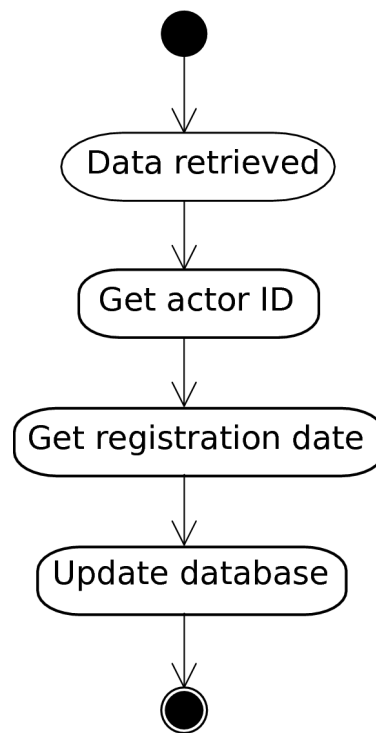 Data retrieved
Get actor ID
Get registration date
Update database